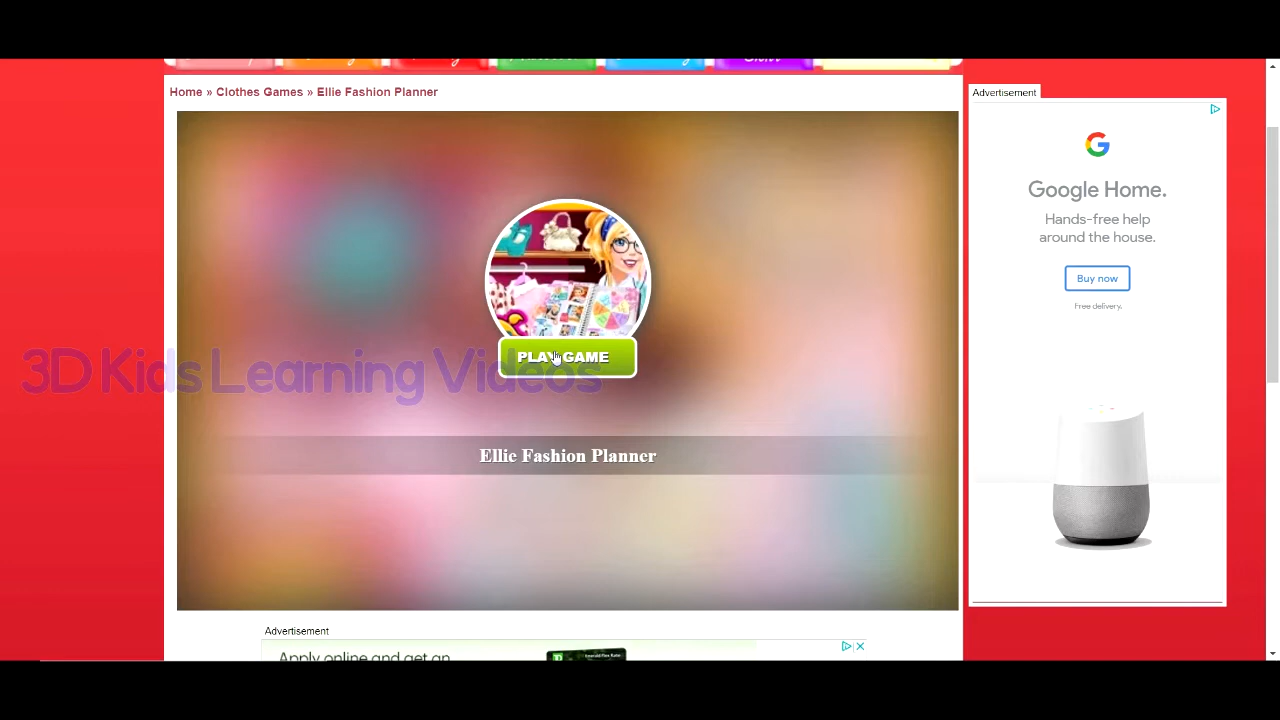 Home » Clothes Games » Ellie Fashion Planner
Advertisement
Google Home.
Hands-free help
around the house.
Buy now
Free delivery.
PLAY GAME
3D Kids Learning Videos
Ellie Fashion Planner
Advertisement
Apply online and get an